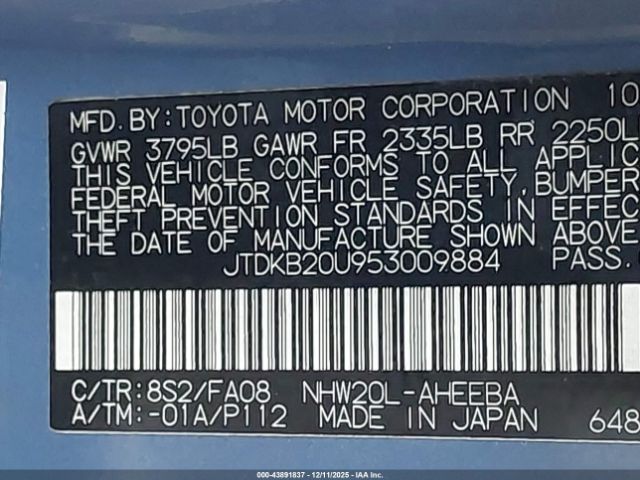 MFD. BY: TOYOTA MOTOR CORPORATION 10
GVWR 3795LB GAWR FR 2335LB RR 2250L
THIS VEHICLE CONFORMS TO ALL APPLIC
FEDERAL MOTOR VEHICLE SAFETY, BUMPER
THEFT PREVENTION STANDARDS IN EFFEC
THE DATE OF MANUFACTURE SHOWN ABOVE
JTDKB20U953009884 PASS.
C/TR: 8S2/FA08 NHW20L-AHEEBA
A/TM: -01A/P112 MADE IN JAPAN 648
000-43891837 - 12/11/2025 - IAA Inc.